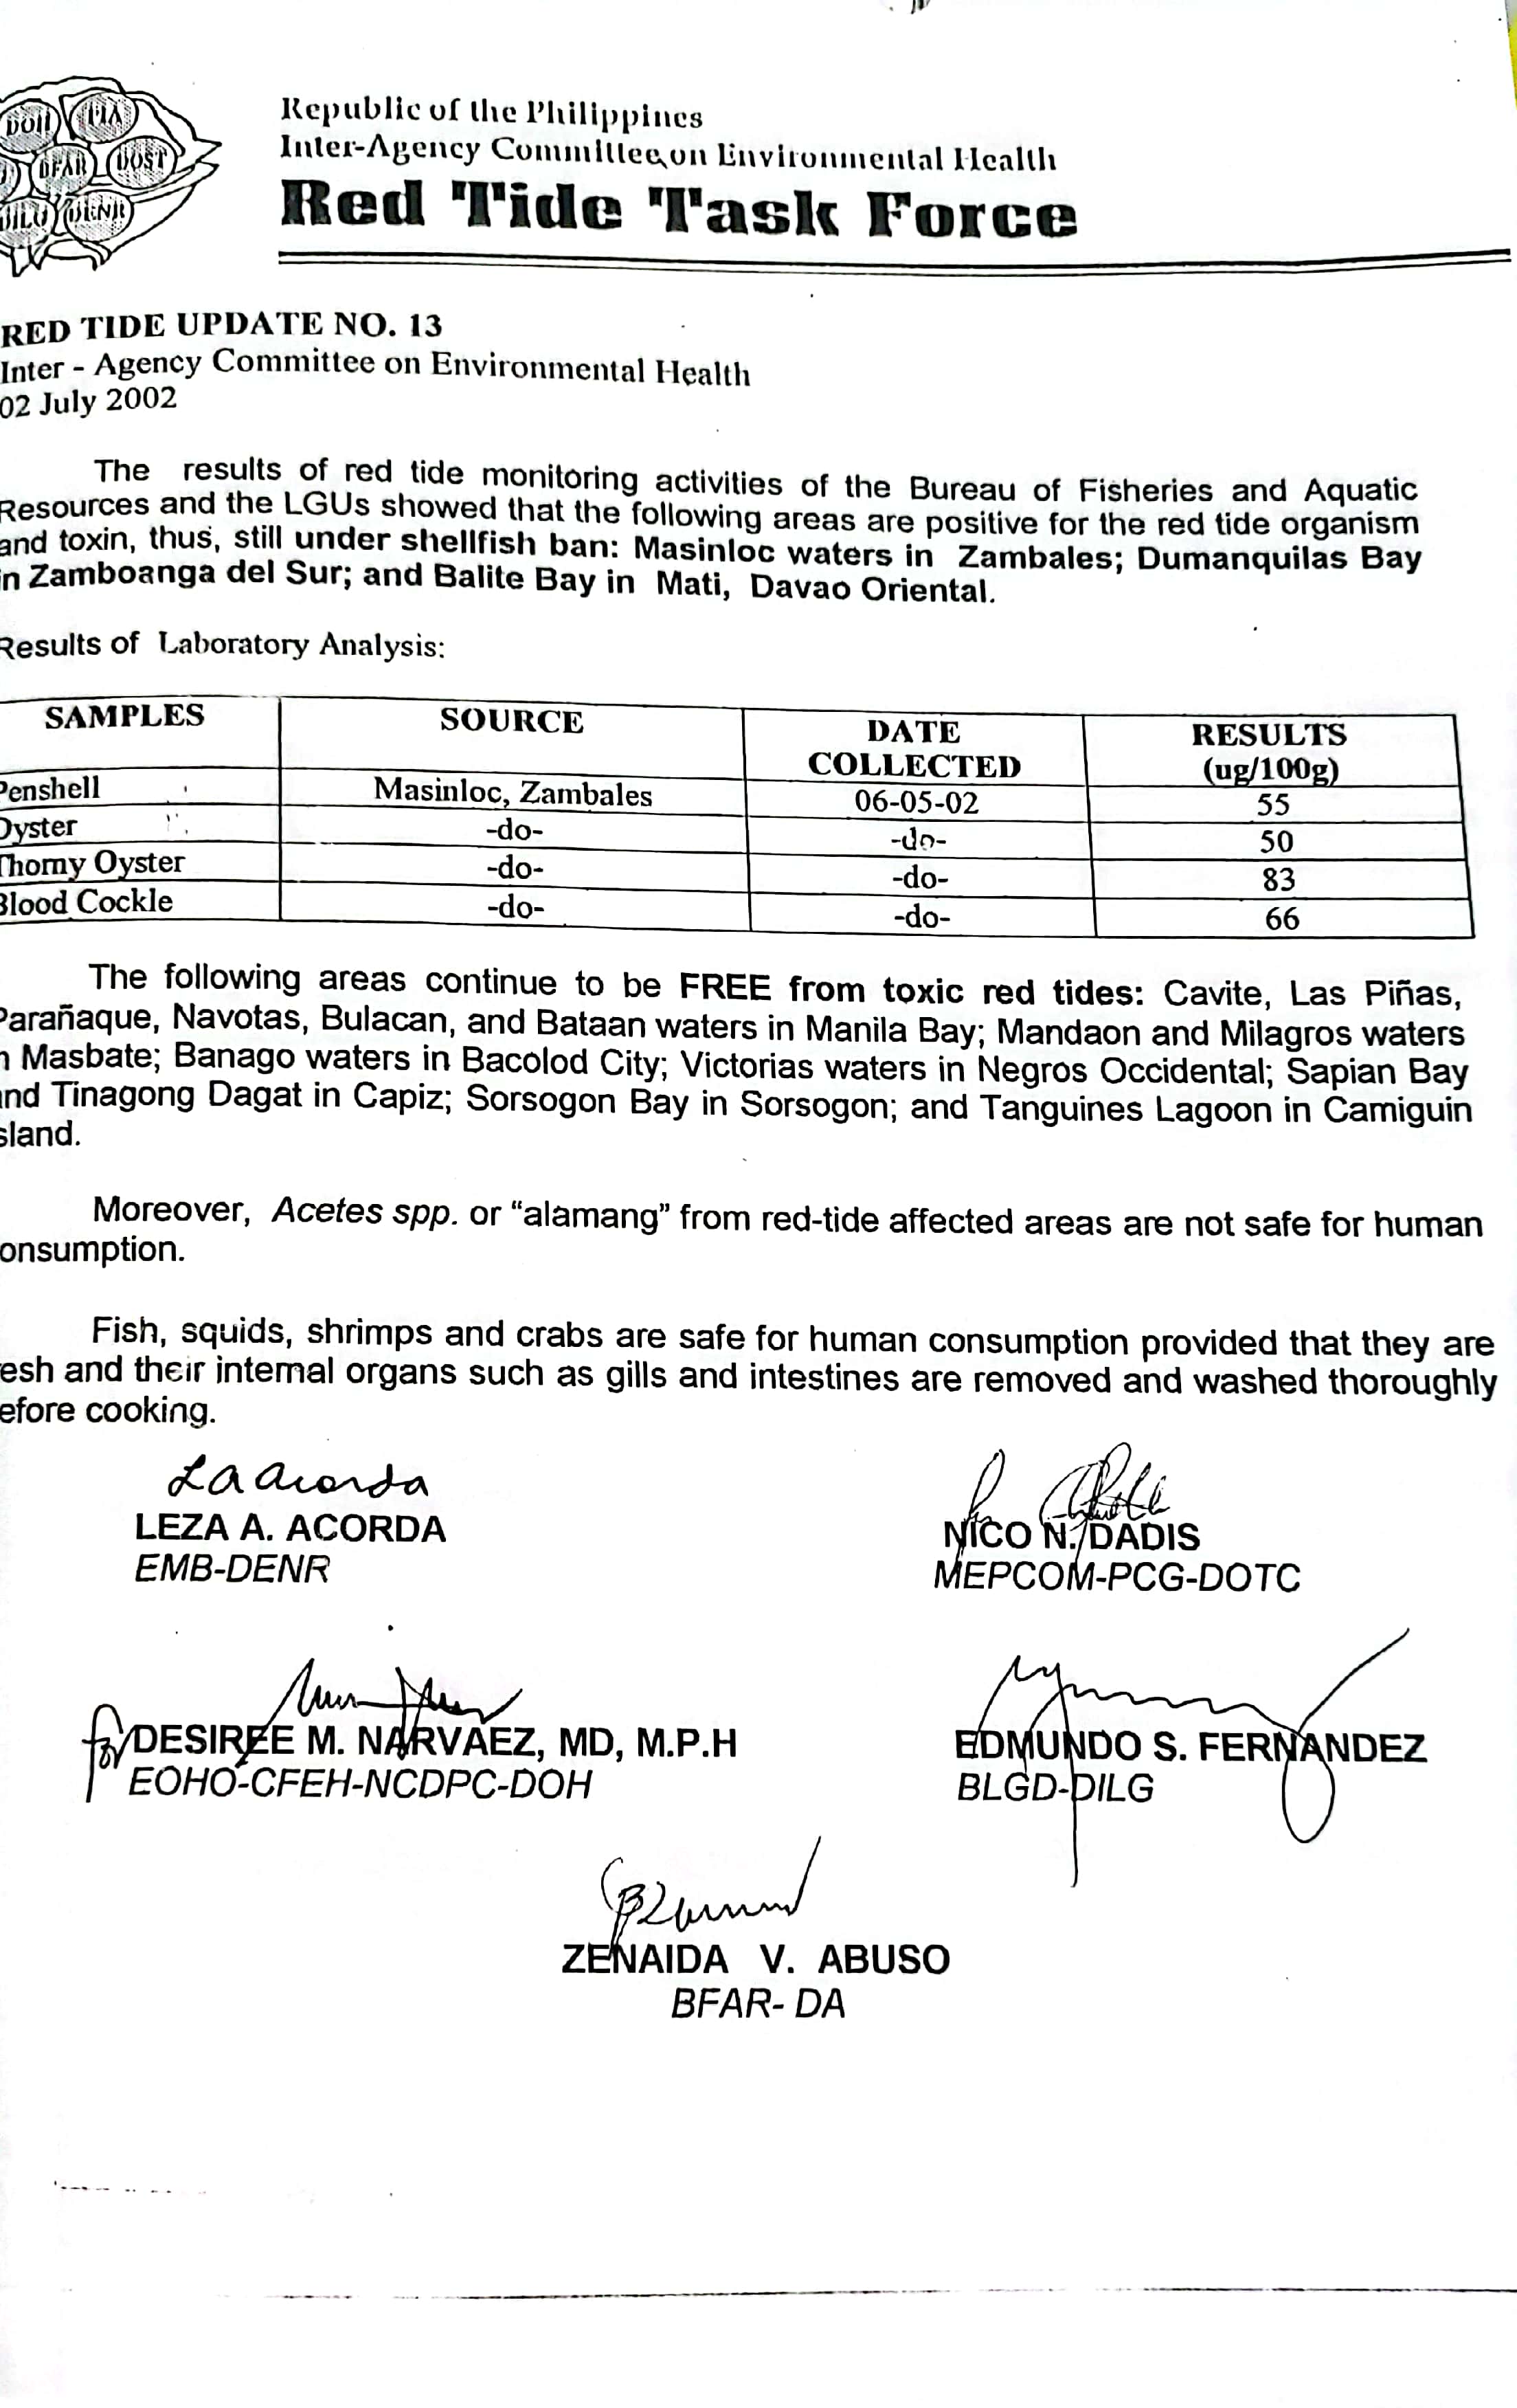 DOH PIA
BFAR DOST
DILG DENR
Republic of the Philippines
Inter-Agency Committee on Environmental Health
Red Tide Task Force
RED TIDE UPDATE NO. 13
Inter - Agency Committee on Environmental Health
02 July 2002
The results of red tide monitoring activities of the Bureau of Fisheries and Aquatic
Resources and the LGUs showed that the following areas are positive for the red tide organism
and toxin, thus, still under shellfish ban: Masinloc waters in Zambales; Dumanquilas Bay
n Zamboanga del Sur; and Balite Bay in Mati, Davao Oriental.
Results of Laboratory Analysis:
SAMPLES SOURCE DATE COLLECTED RESULTS (ug/100g)
Penshell Masinloc, Zambales 06-05-02 55
Oyster -do- -do- 50
Thorny Oyster -do- -do- 83
Blood Cockle -do- -do- 66
The following areas continue to be FREE from toxic red tides: Cavite, Las Piñas,
Parañaque, Navotas, Bulacan, and Bataan waters in Manila Bay; Mandaon and Milagros waters
n Masbate; Banago waters in Bacolod City; Victorias waters in Negros Occidental; Sapian Bay
nd Tinagong Dagat in Capiz; Sorsogon Bay in Sorsogon; and Tanguines Lagoon in Camiguin
sland.
Moreover, Acetes spp. or “alamang” from red-tide affected areas are not safe for human
onsumption.
Fish, squids, shrimps and crabs are safe for human consumption provided that they are
esh and their internal organs such as gills and intestines are removed and washed thoroughly
efore cooking.
LAAcorda
LEZA A. ACORDA
EMB-DENR
NICO N. DADIS
MEPCOM-PCG-DOTC
for DESIREE M. NARVAEZ, MD, M.P.H
EOHO-CFEH-NCDPC-DOH
EDMUNDO S. FERNANDEZ
BLGD-DILG
ZENAIDA V. ABUSO
BFAR- DA